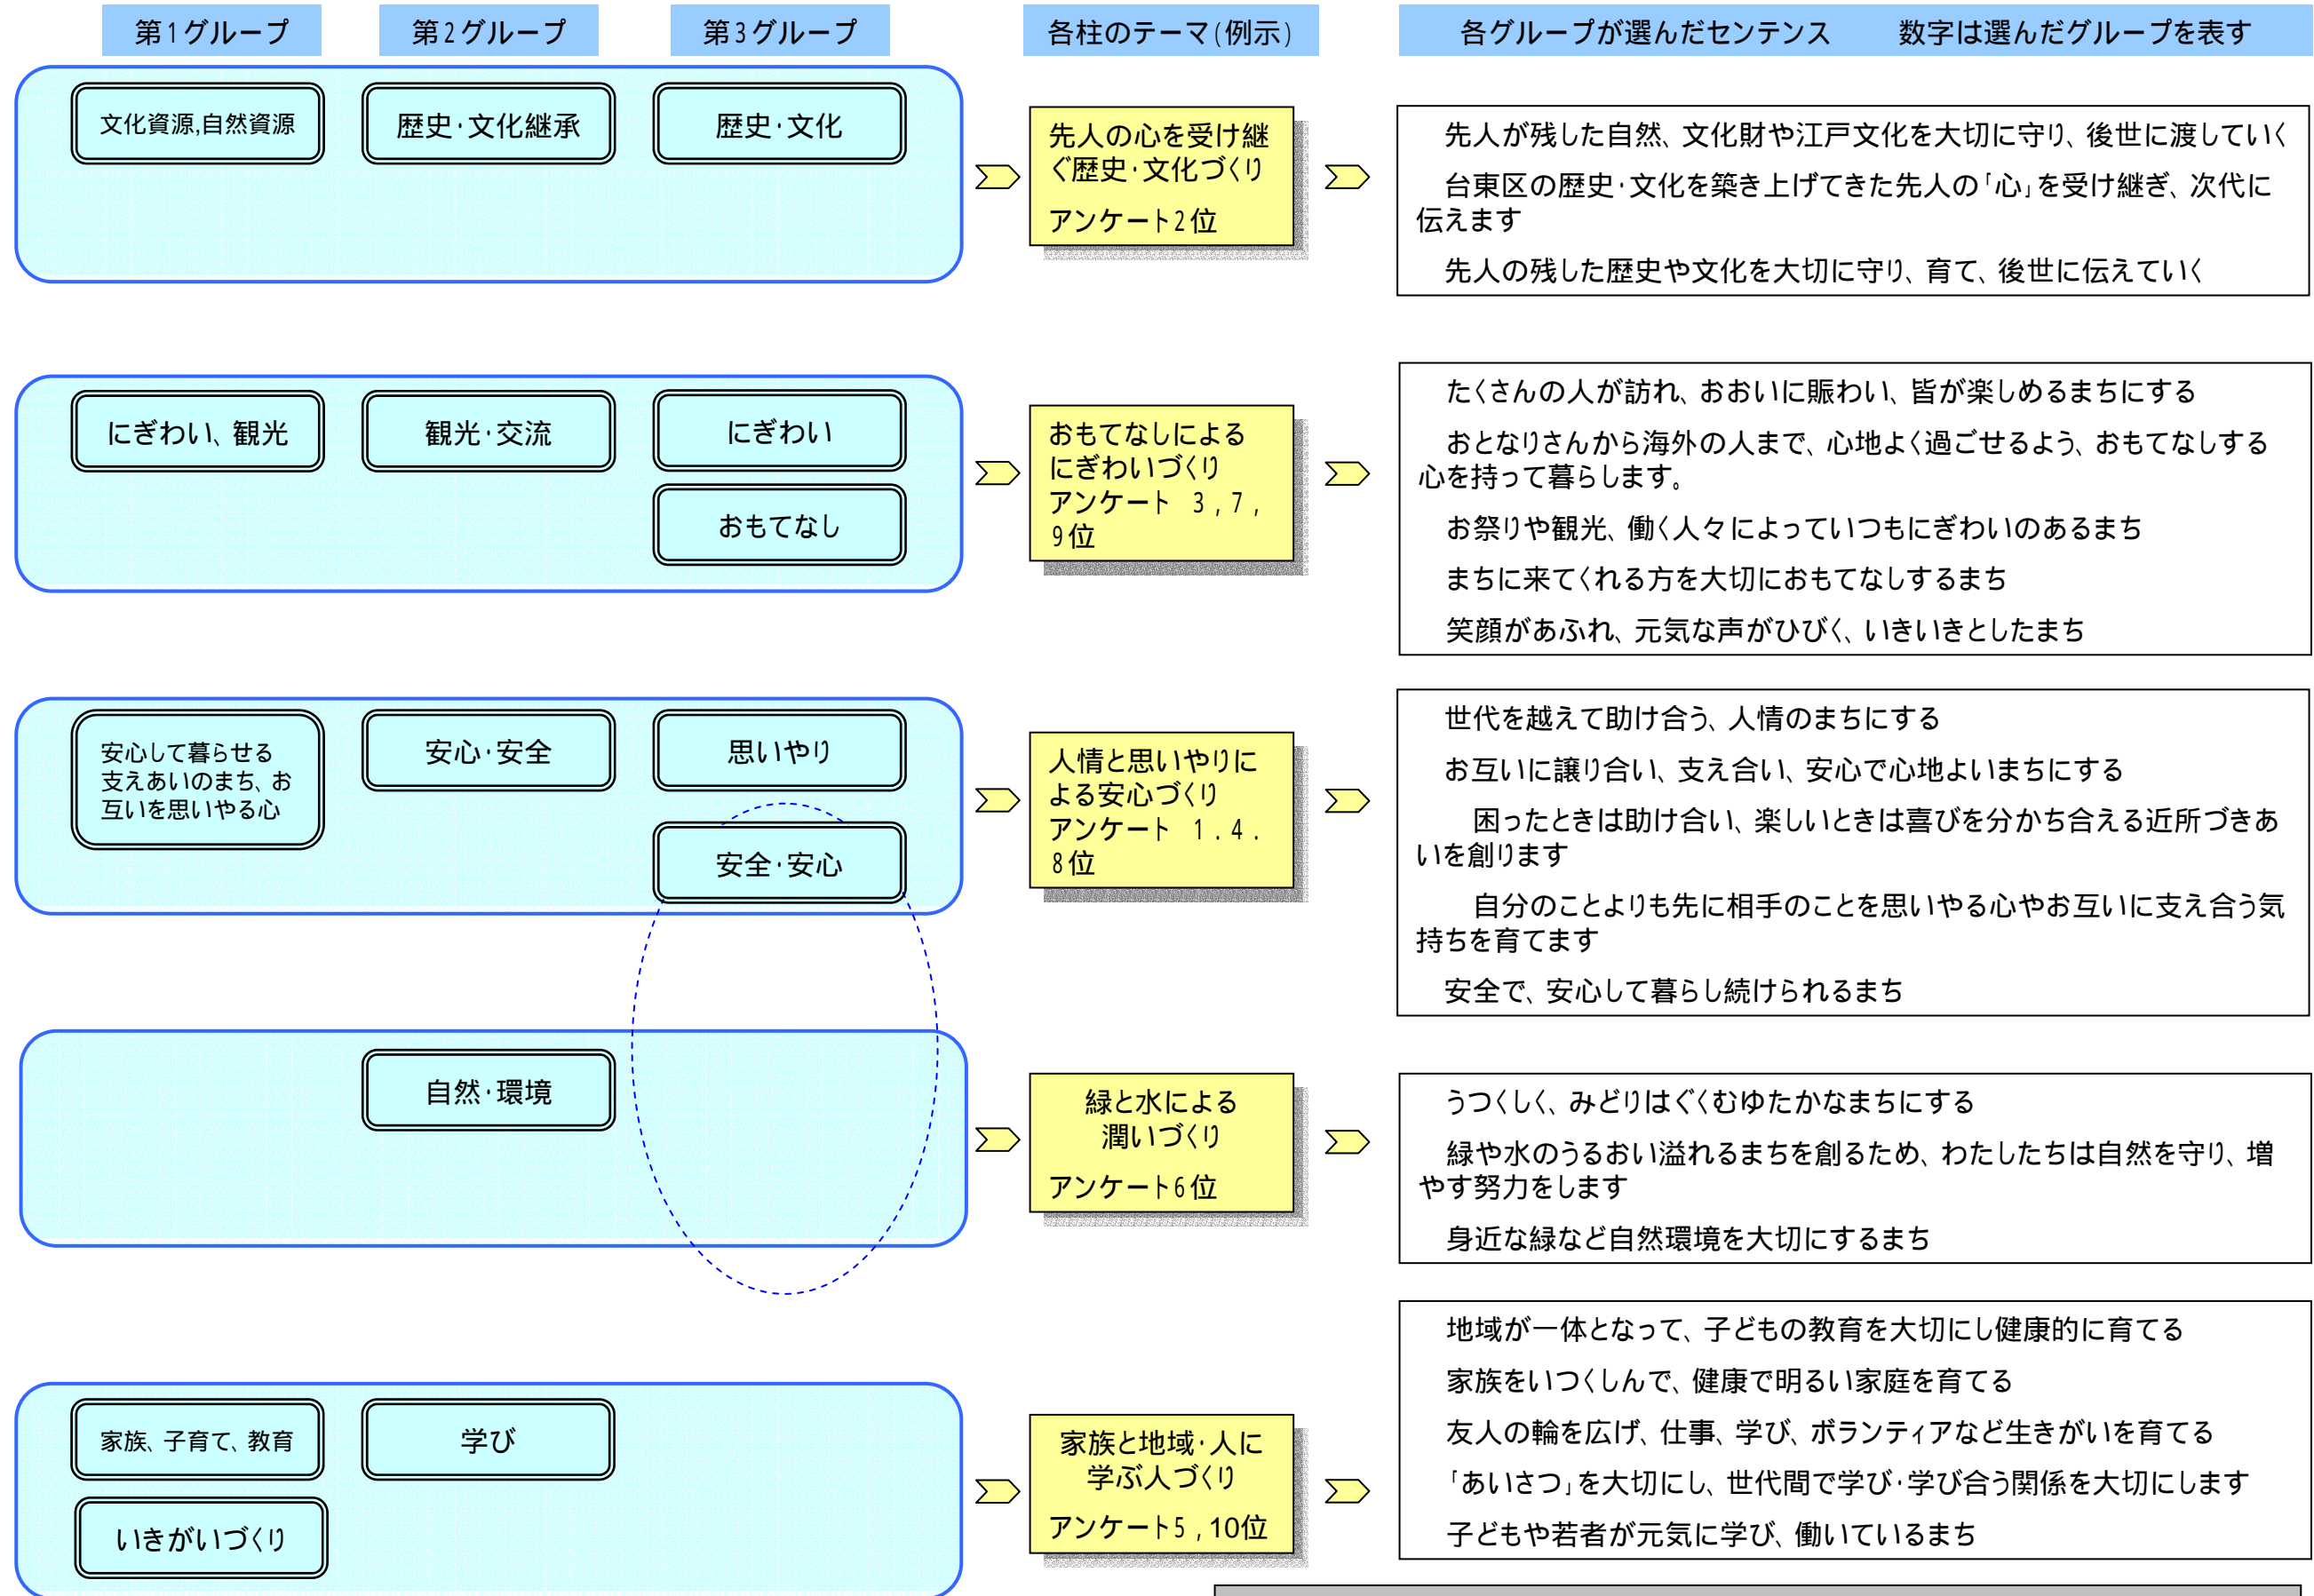 第1グループ
第2グループ
第3グループ
各柱のテーマ(例示)
各グループが選んだセンテンス　　数字は選んだグループを表す
文化資源,自然資源
歴史・文化継承
歴史・文化
先人の心を受け継
ぐ歴史・文化づくり
アンケート2位
先人が残した自然、文化財や江戸文化を大切に守り、後世に渡していく
台東区の歴史・文化を築き上げてきた先人の「心」を受け継ぎ、次代に
伝えます
先人の残した歴史や文化を大切に守り、育て、後世に伝えていく
にぎわい、観光
観光・交流
にぎわい
おもてなし
おもてなしによる
にぎわいづくり
アンケート　3，7，
9位
たくさんの人が訪れ、おおいに賑わい、皆が楽しめるまちにする
おとなりさんから海外の人まで、心地よく過ごせるよう、おもてなしする
心を持って暮らします。
お祭りや観光、働く人々によっていつもにぎわいのあるまち
まちに来てくれる方を大切におもてなしするまち
笑顔があふれ、元気な声がひびく、いきいきとしたまち
安心して暮らせる
支えあいのまち、お
互いを思いやる心
安心・安全
思いやり
安全・安心
人情と思いやりに
よる安心づくり
アンケート　1．4．
8位
世代を越えて助け合う、人情のまちにする
お互いに譲り合い、支え合い、安心で心地よいまちにする
困ったときは助け合い、楽しいときは喜びを分かち合える近所づきあ
いを創ります
自分のことよりも先に相手のことを思いやる心やお互いに支え合う気
持ちを育てます
安全で、安心して暮らし続けられるまち
自然・環境
緑と水による
潤いづくり
アンケート6位
うつくしく、みどりはぐくむゆたかなまちにする
緑や水のうるおい溢れるまちを創るため、わたしたちは自然を守り、増
やす努力をします
身近な緑など自然環境を大切にするまち
家族、子育て、教育
学び
いきがいづくり
家族と地域・人に
学ぶ人づくり
アンケート5，10位
地域が一体となって、子どもの教育を大切にし健康的に育てる
家族をいつくしんで、健康で明るい家庭を育てる
友人の輪を広げ、仕事、学び、ボランティアなど生きがいを育てる
「あいさつ」を大切にし、世代間で学び・学び合う関係を大切にします
子どもや若者が元気に学び、働いているまち